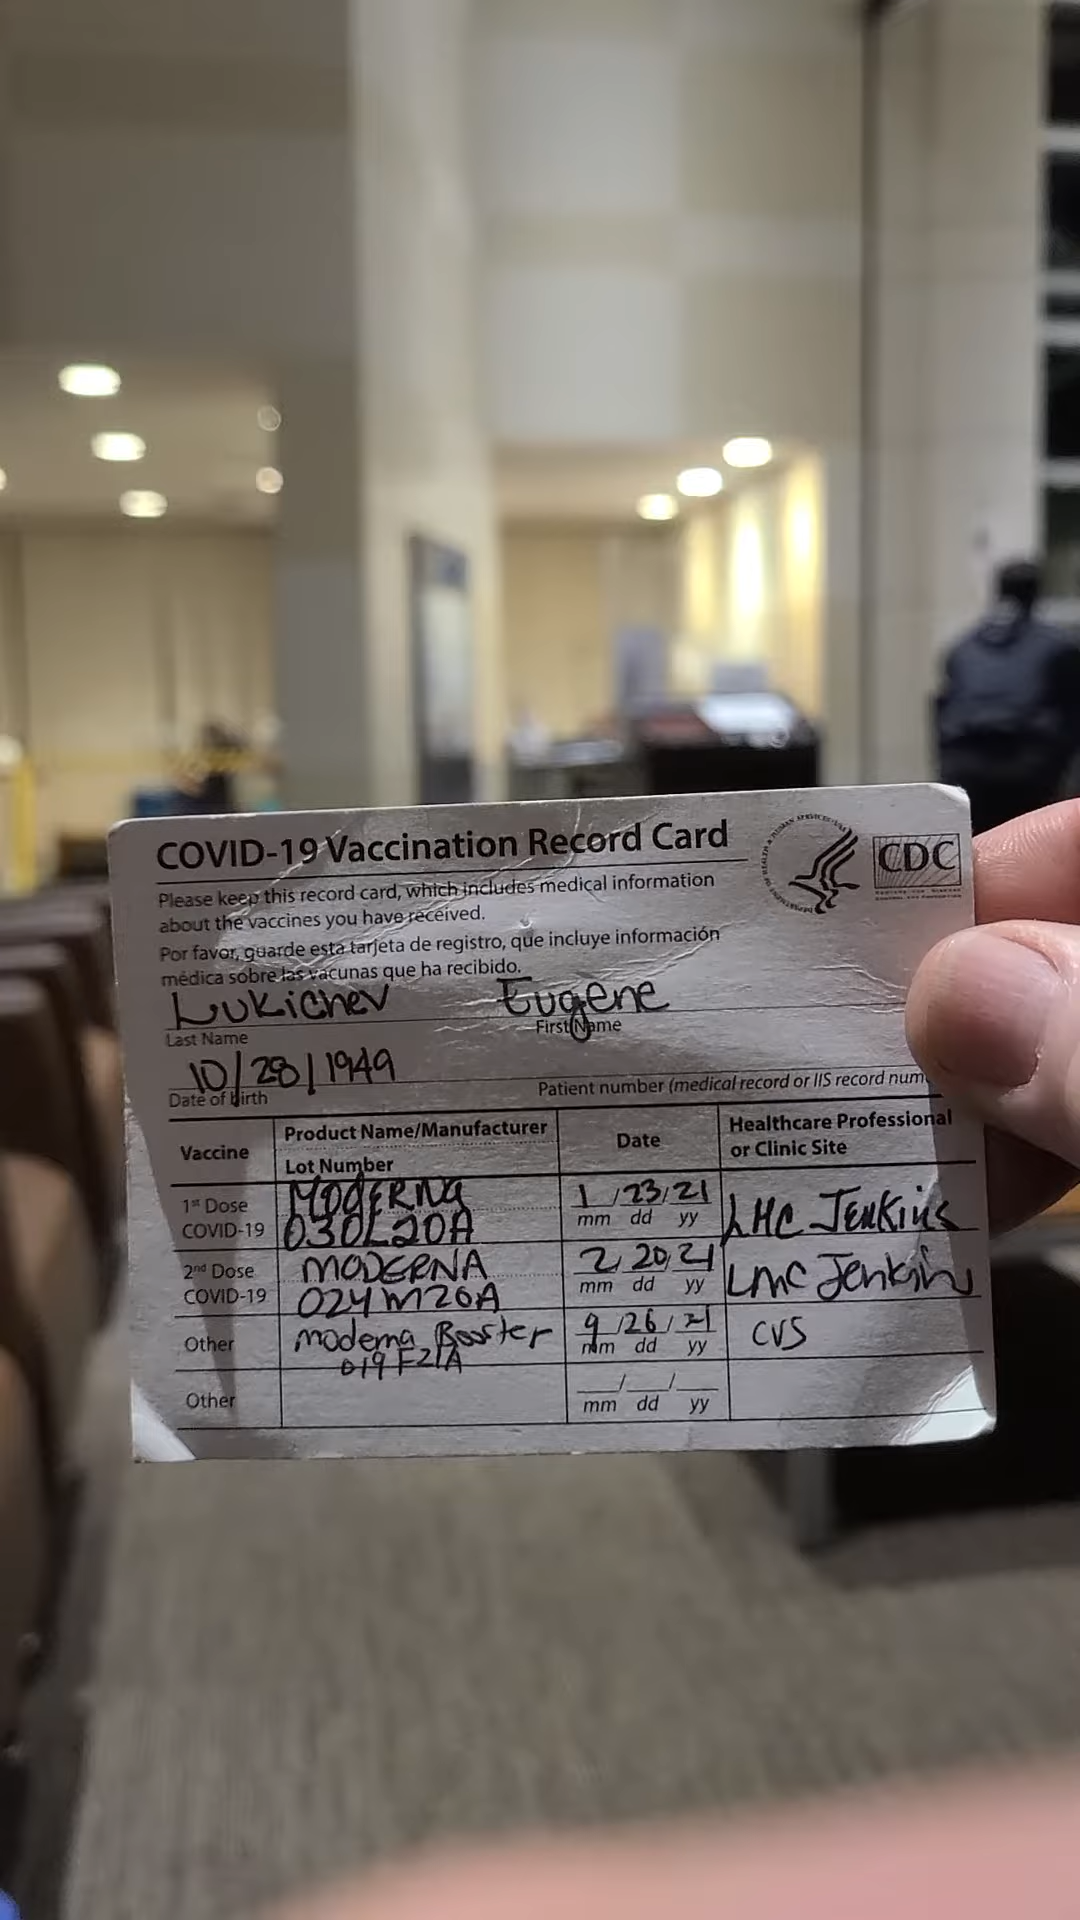 COVID-19 Vaccination Record Card
CDC
Please keep this record card, which includes medical information
about the vaccines you have received.
Por favor, guarde esta tarjeta de registro, que incluye información
médica sobre las vacunas que ha recibido.
Lukichev Eugene
Last Name First Name
10/28/1949
Date of birth Patient number (medical record or IIS record num
Vaccine Product Name/Manufacturer Date Healthcare Professional
Lot Number or Clinic Site
1st Dose MODERNA 1/23/21 LMC Jenkins
COVID-19 030L20A mm dd yy
2nd Dose MODERNA 2/20/21 LMC Jenkins
COVID-19 024M20A mm dd yy
Other Moderna Booster 9/26/21 CVS
019F21A mm dd yy
Other __/__/__
mm dd yy